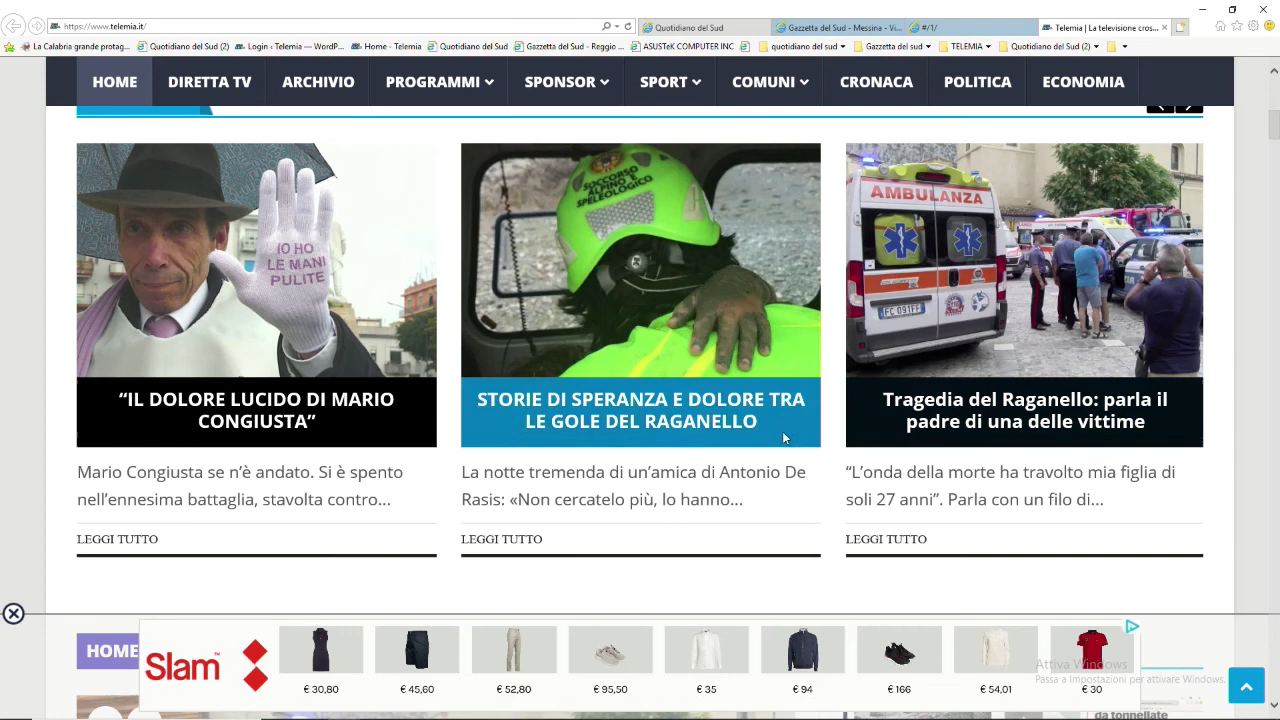 https://www.telemia.it/
Quotidiano del Sud
Gazzetta del Sud - Messina - Vi...
#/1/
Telemia | La televisione cros...
La Calabria grande protag...
Quotidiano del Sud (2)
Login ‹ Telemia — WordP...
Home - Telemia
Quotidiano del Sud
Gazzetta del Sud - Reggio ...
ASUSTeK COMPUTER INC
quotidiano del sud
Gazzetta del sud
TELEMIA
Quotidiano del Sud (2)
HOME
DIRETTA TV
ARCHIVIO
PROGRAMMI
SPONSOR
SPORT
COMUNI
CRONACA
POLITICA
ECONOMIA
IO HO
LE MANI
PULITE
SOCCORSO
ALPINO E
SPELEOLOGICO
AMBULANZA
FC 091FF
“IL DOLORE LUCIDO DI MARIO
CONGIUSTA”
STORIE DI SPERANZA E DOLORE TRA
LE GOLE DEL RAGANELLO
Tragedia del Raganello: parla il
padre di una delle vittime
Mario Congiusta se n’è andato. Si è spento
nell’ennesima battaglia, stavolta contro...
La notte tremenda di un’amica di Antonio De
Rasis: «Non cercatelo più, lo hanno...
“L’onda della morte ha travolto mia figlia di
soli 27 anni”. Parla con un filo di...
LEGGI TUTTO
LEGGI TUTTO
LEGGI TUTTO
HOME
Slam
€ 30,80
€ 45,60
€ 52,80
€ 95,50
€ 35
€ 94
€ 166
€ 54,01
€ 30
Attiva Windows
Passa a Impostazioni per attivare Windows.
da tonnellate